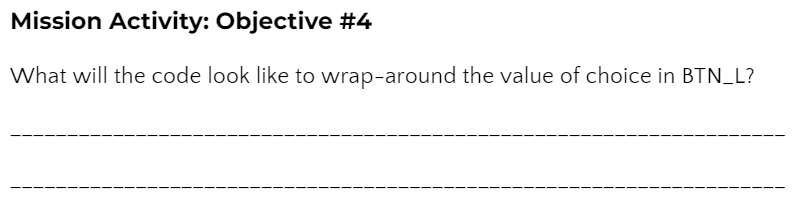 Mission Activity: Objective #4
What will the code look like to wrap-around the value of choice in BTN_L?